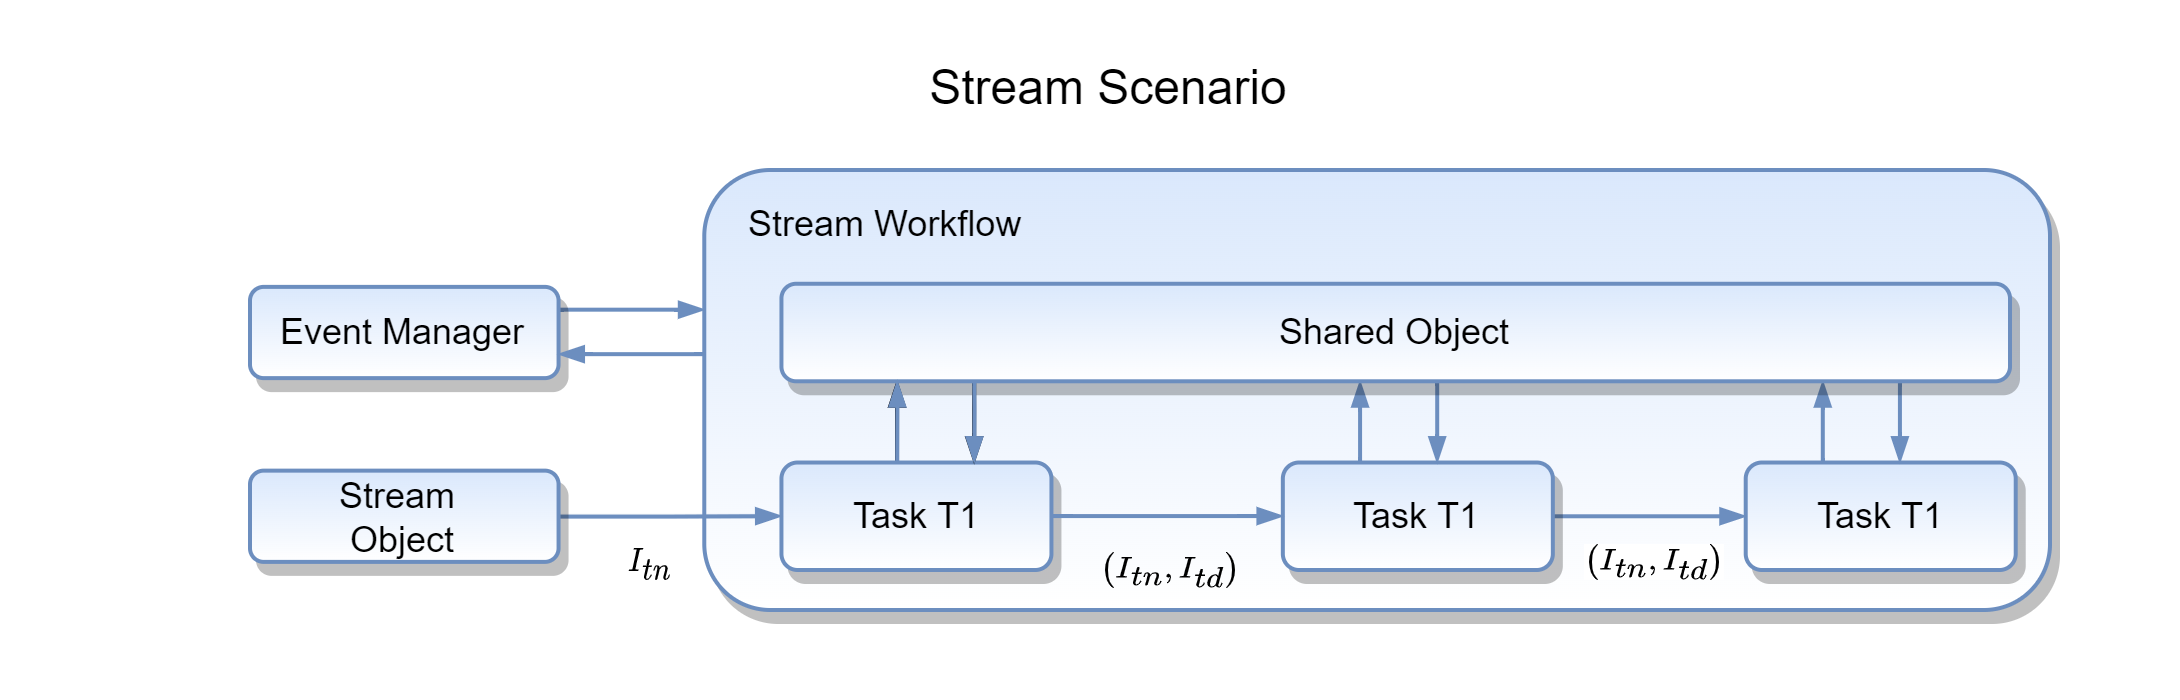 Stream Scenario
Stream Workflow
Event Manager
Shared Object
Stream
Object
Task T1
Task T1
Task T1
I_{tn}
(I_{tn}, I_{td})
(I_{tn}, I_{td})